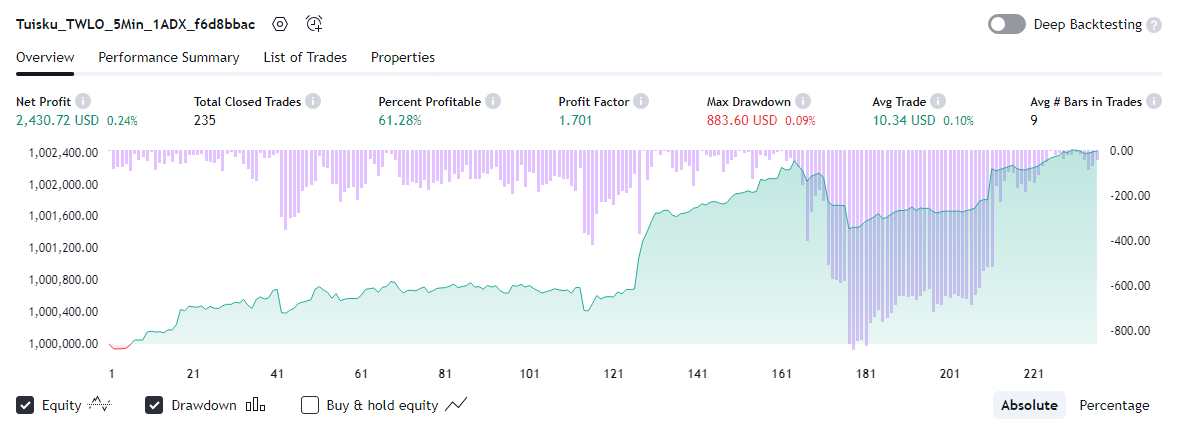 Tuisku_TWLO_5Min_1ADX_f6d8bbac Deep Backtesting ?
Overview Performance Summary List of Trades Properties
Net Profit i Total Closed Trades i Percent Profitable i Profit Factor i Max Drawdown i Avg Trade i Avg # Bars in Trades i
2,430.72 USD 0.24% 235 61.28% 1.701 883.60 USD 0.09% 10.34 USD 0.10% 9
1,002,400.00 0.00
1,002,000.00 -200.00
1,001,600.00
1,001,200.00 -400.00
1,000,800.00 -600.00
1,000,400.00 -800.00
1,000,000.00
1 21 41 61 81 101 121 141 161 181 201 221
Equity Drawdown Buy & hold equity Absolute Percentage